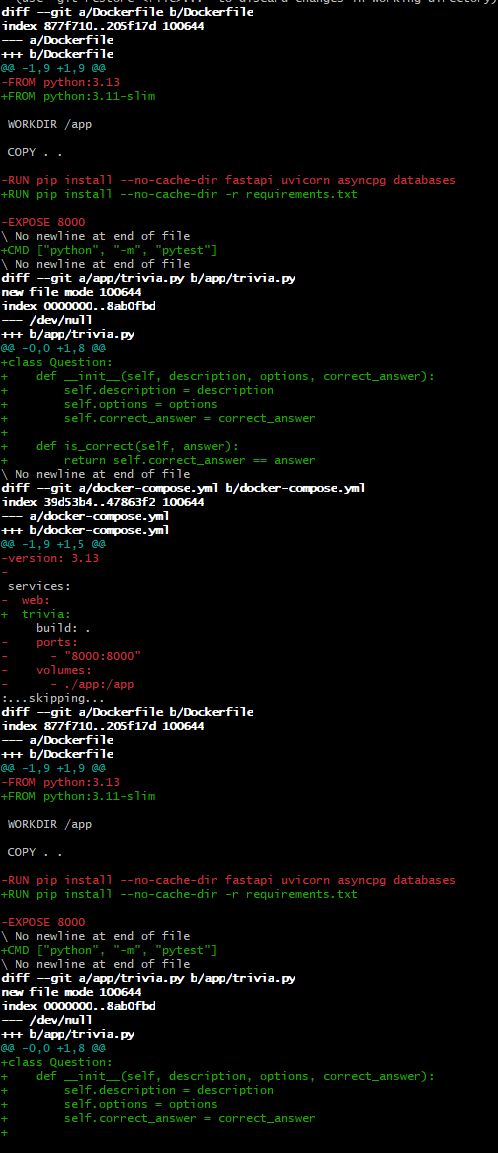 (use "git restore <file>..." to discard changes in working directory)
diff --git a/Dockerfile b/Dockerfile
index 877f710..205f17d 100644
--- a/Dockerfile
+++ b/Dockerfile
@@ -1,9 +1,9 @@
-FROM python:3.13
+FROM python:3.11-slim

 WORKDIR /app

 COPY . .

-RUN pip install --no-cache-dir fastapi uvicorn asyncpg databases
+RUN pip install --no-cache-dir -r requirements.txt

-EXPOSE 8000
\ No newline at end of file
+CMD ["python", "-m", "pytest"]
\ No newline at end of file
diff --git a/app/trivia.py b/app/trivia.py
new file mode 100644
index 0000000..8ab0fbd
--- /dev/null
+++ b/app/trivia.py
@@ -0,0 +1,8 @@
+class Question:
+    def __init__(self, description, options, correct_answer):
+        self.description = description
+        self.options = options
+        self.correct_answer = correct_answer
+
+    def is_correct(self, answer):
+        return self.correct_answer == answer
\ No newline at end of file
diff --git a/docker-compose.yml b/docker-compose.yml
index 39d53b4..47863f2 100644
--- a/docker-compose.yml
+++ b/docker-compose.yml
@@ -1,9 +1,5 @@
-version: 3.13
-
 services:
-  web:
+  trivia:
     build: .
-    ports:
-      - "8000:8000"
-    volumes:
-      - ./app:/app
:...skipping...
diff --git a/Dockerfile b/Dockerfile
index 877f710..205f17d 100644
--- a/Dockerfile
+++ b/Dockerfile
@@ -1,9 +1,9 @@
-FROM python:3.13
+FROM python:3.11-slim

 WORKDIR /app

 COPY . .

-RUN pip install --no-cache-dir fastapi uvicorn asyncpg databases
+RUN pip install --no-cache-dir -r requirements.txt

-EXPOSE 8000
\ No newline at end of file
+CMD ["python", "-m", "pytest"]
\ No newline at end of file
diff --git a/app/trivia.py b/app/trivia.py
new file mode 100644
index 0000000..8ab0fbd
--- /dev/null
+++ b/app/trivia.py
@@ -0,0 +1,8 @@
+class Question:
+    def __init__(self, description, options, correct_answer):
+        self.description = description
+        self.options = options
+        self.correct_answer = correct_answer
+